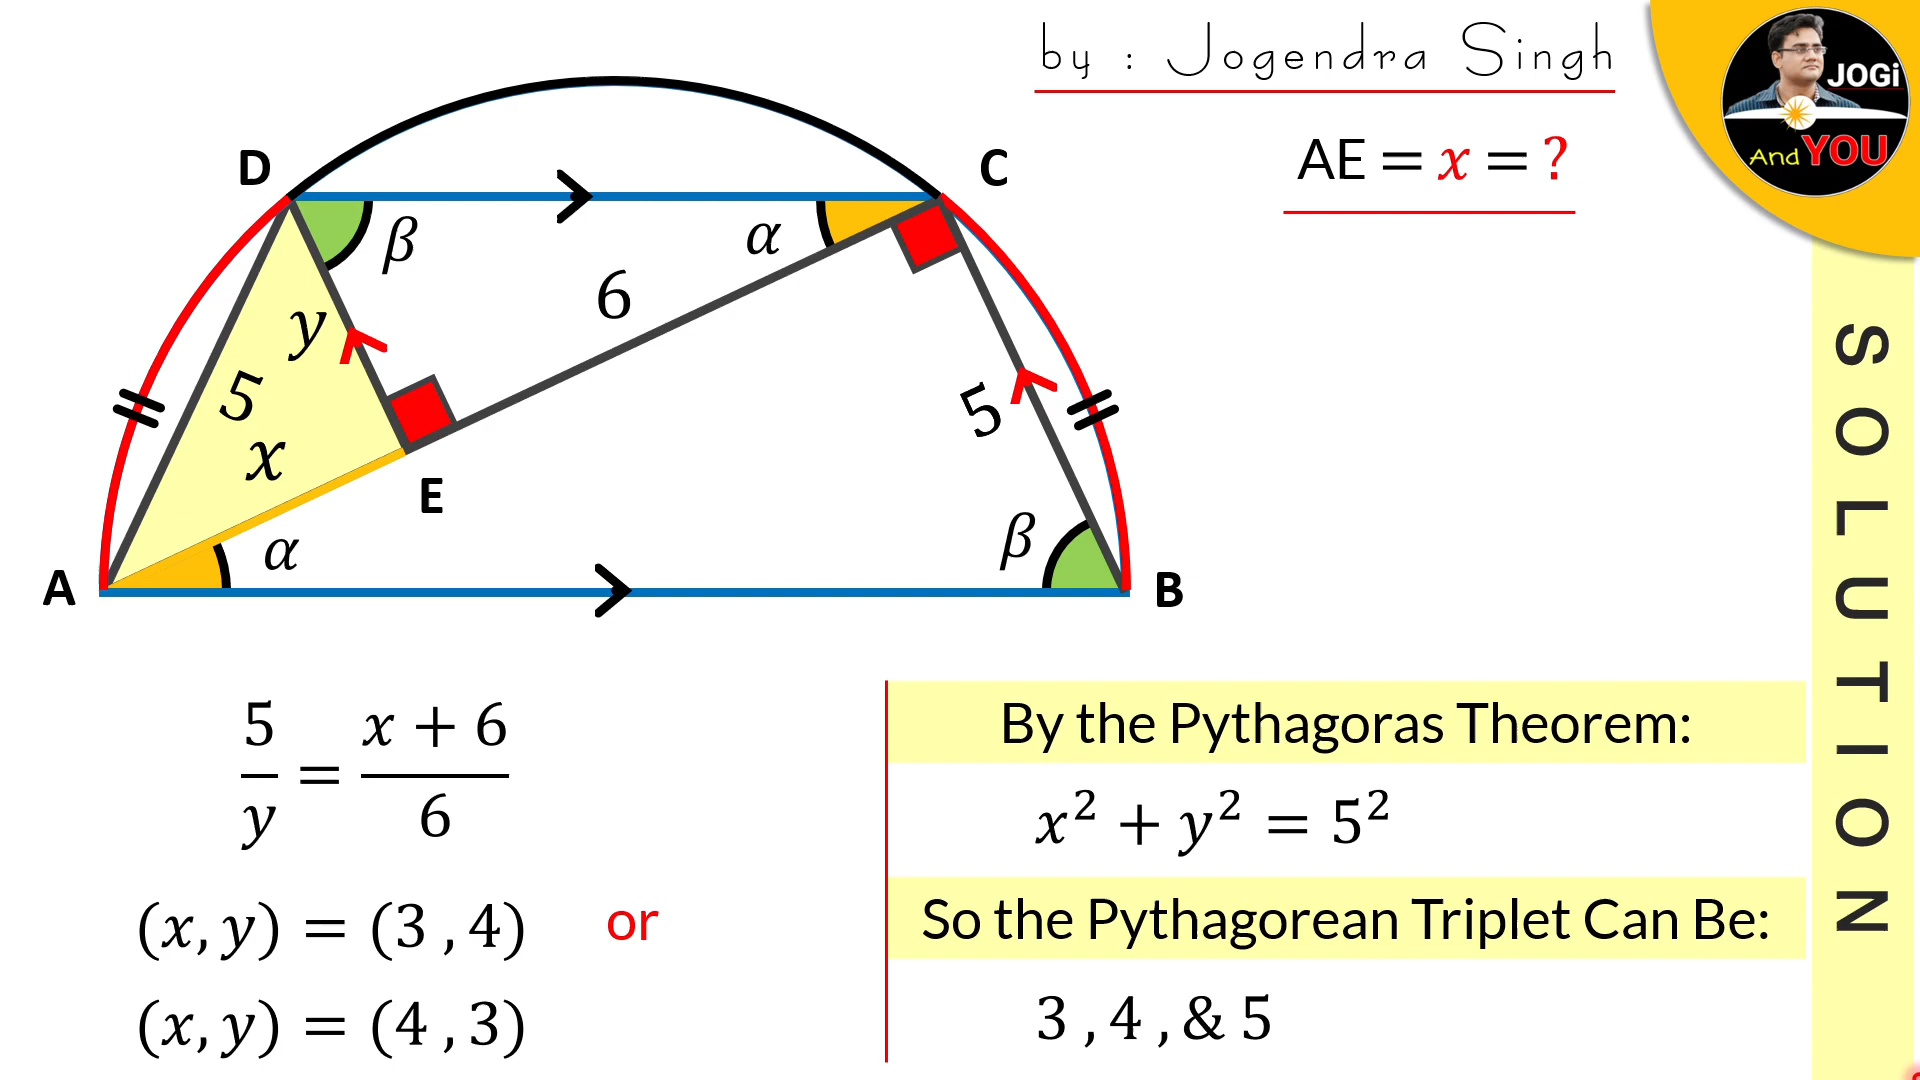 by : Jogendra Singh
JOGi
And YOU
AE = x = ?
D
C
β
α
6
y
5
x
5
E
α
β
A
B
5/y = (x + 6)/6
(x, y) = (3 , 4) or
(x, y) = (4 , 3)
By the Pythagoras Theorem:
x² + y² = 5²
So the Pythagorean Triplet Can Be:
3 , 4 , & 5
SOLUTION